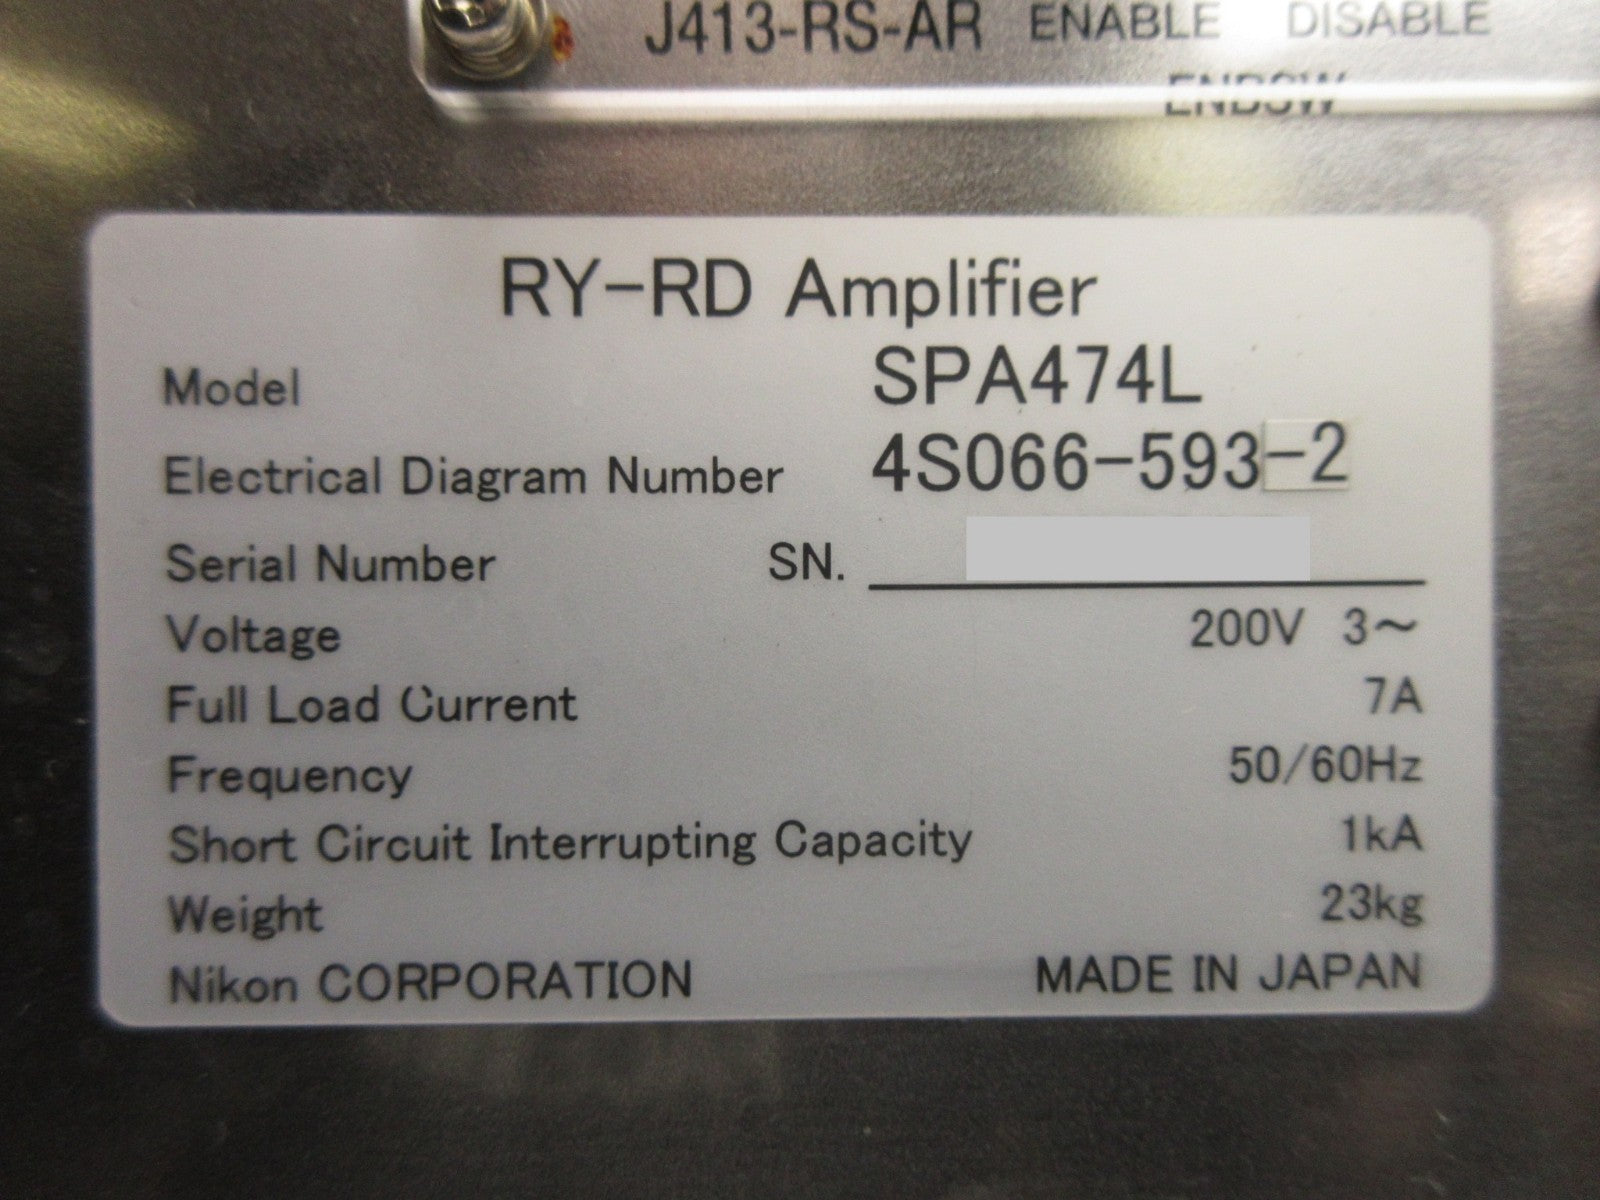 J413-RS-AR ENABLE DISABLE
ENDSW
RY-RD Amplifier
Model SPA474L
Electrical Diagram Number 4S066-593-2
Serial Number SN.
Voltage 200V 3~
Full Load Current 7A
Frequency 50/60Hz
Short Circuit Interrupting Capacity 1kA
Weight 23kg
Nikon CORPORATION MADE IN JAPAN